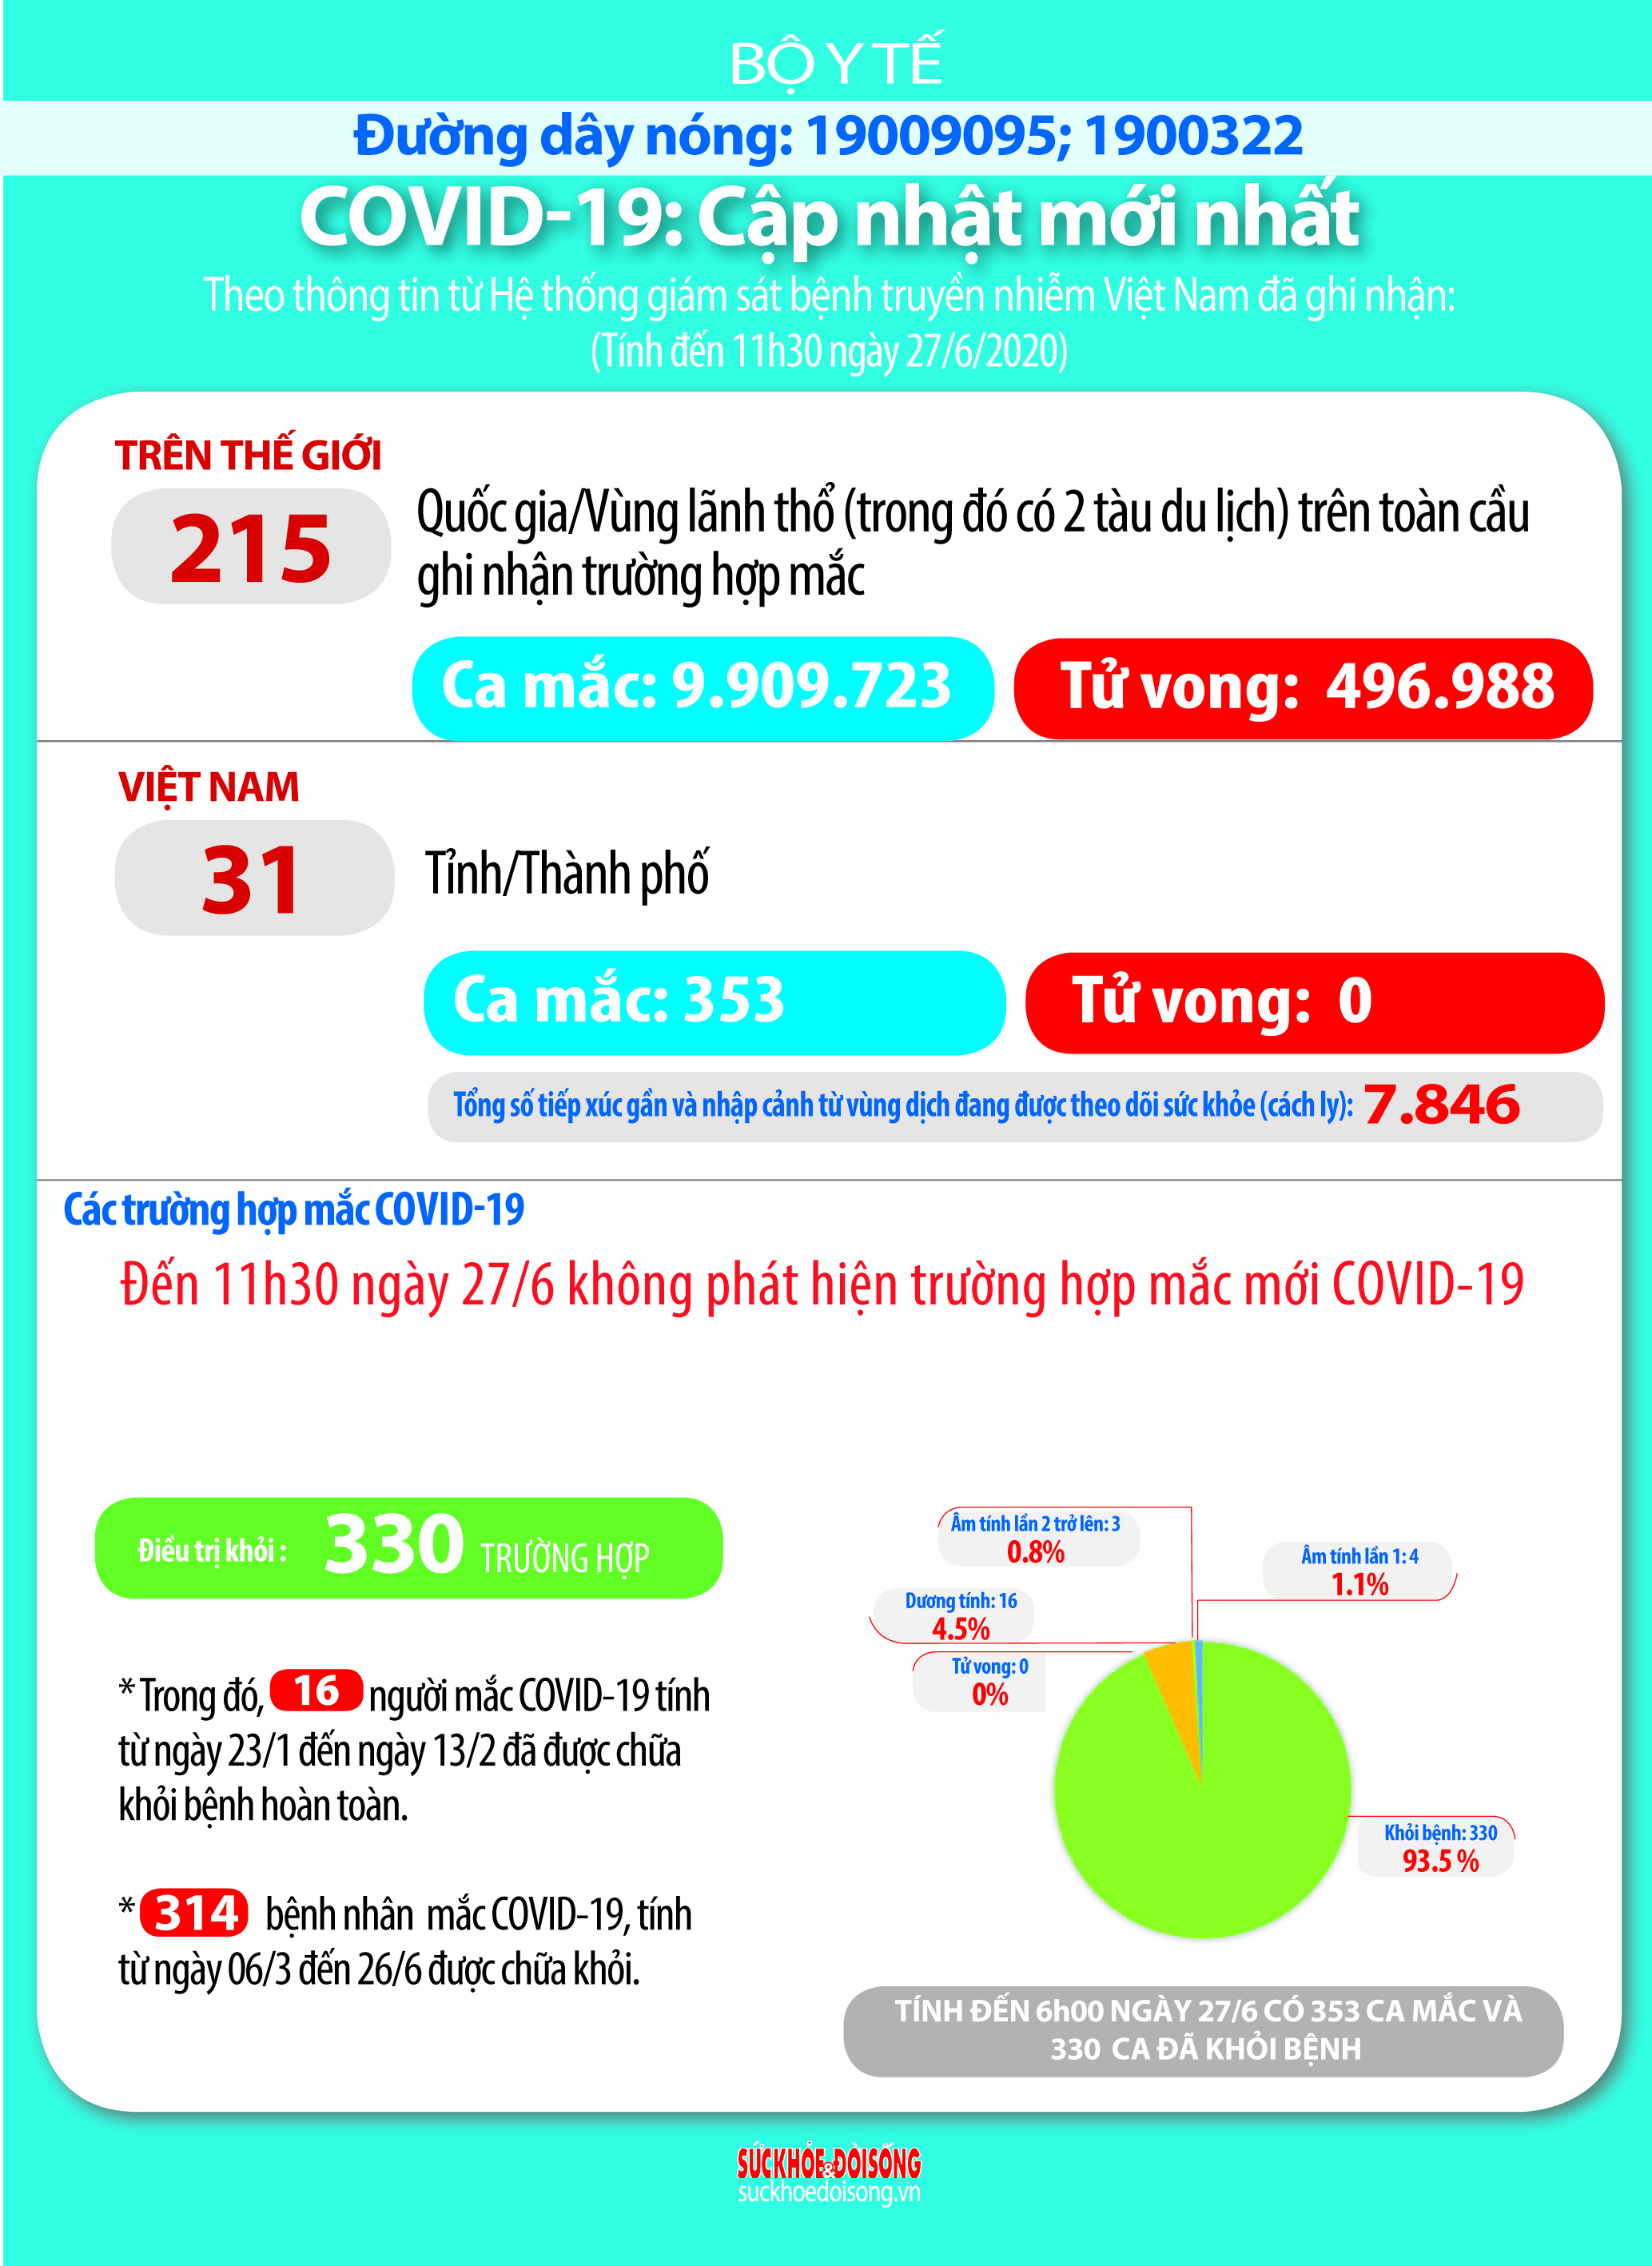 BỘ Y TẾ
Đường dây nóng: 19009095; 1900322
COVID-19: Cập nhật mới nhất
Theo thông tin từ Hệ thống giám sát bệnh truyền nhiễm Việt Nam đã ghi nhận:
(Tính đến 11h30 ngày 27/6/2020)
TRÊN THẾ GIỚI
215
Quốc gia/Vùng lãnh thổ (trong đó có 2 tàu du lịch) trên toàn cầu
ghi nhận trường hợp mắc
Ca mắc: 9.909.723
Tử vong: 496.988
VIỆT NAM
31
Tỉnh/Thành phố
Ca mắc: 353
Tử vong: 0
Tổng số tiếp xúc gần và nhập cảnh từ vùng dịch đang được theo dõi sức khỏe (cách ly): 7.846
Các trường hợp mắc COVID-19
Đến 11h30 ngày 27/6 không phát hiện trường hợp mắc mới COVID-19
Điều trị khỏi : 330 TRƯỜNG HỢP
* Trong đó, 16 người mắc COVID-19 tính
từ ngày 23/1 đến ngày 13/2 đã được chữa
khỏi bệnh hoàn toàn.
* 314 bệnh nhân mắc COVID-19, tính
từ ngày 06/3 đến 26/6 được chữa khỏi.
Âm tính lần 2 trở lên: 3
0.8%
Âm tính lần 1: 4
1.1%
Dương tính: 16
4.5%
Tử vong: 0
0%
Khỏi bệnh: 330
93.5 %
TÍNH ĐẾN 6h00 NGÀY 27/6 CÓ 353 CA MẮC VÀ
330 CA ĐÃ KHỎI BỆNH
SỨC KHỎE & ĐỜI SỐNG
suckhoedoisong.vn